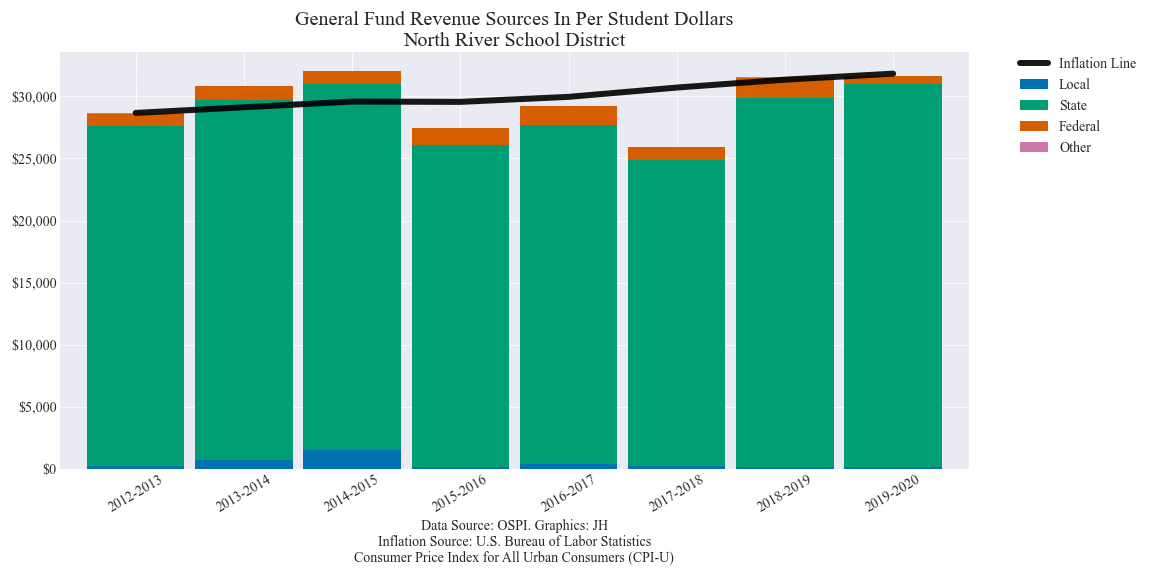 General Fund Revenue Sources In Per Student Dollars
North River School District
Inflation Line
Local
State
Federal
Other
$30,000
$25,000
$20,000
$15,000
$10,000
$5,000
$0
2012-2013
2013-2014
2014-2015
2015-2016
2016-2017
2017-2018
2018-2019
2019-2020
Data Source: OSPI. Graphics: JH
Inflation Source: U.S. Bureau of Labor Statistics
Consumer Price Index for All Urban Consumers (CPI-U)